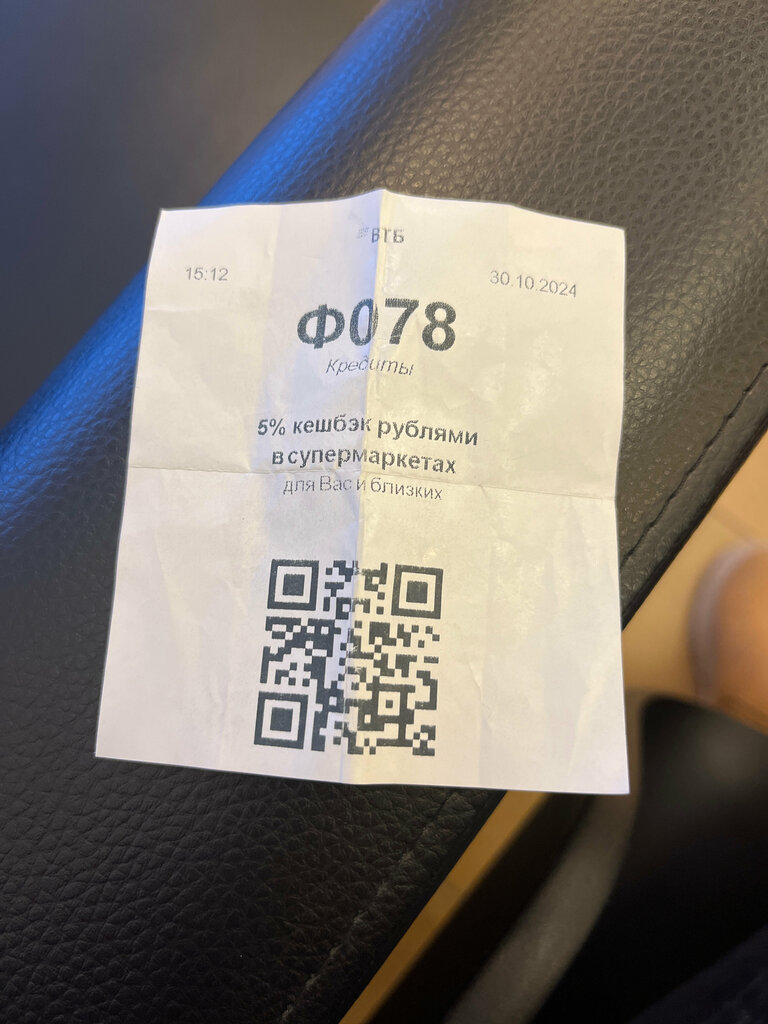 ВТБ
15:12 30.10.2024
Ф078
Кредиты
5% кешбэк рублями
в супермаркетах
для Вас и близких